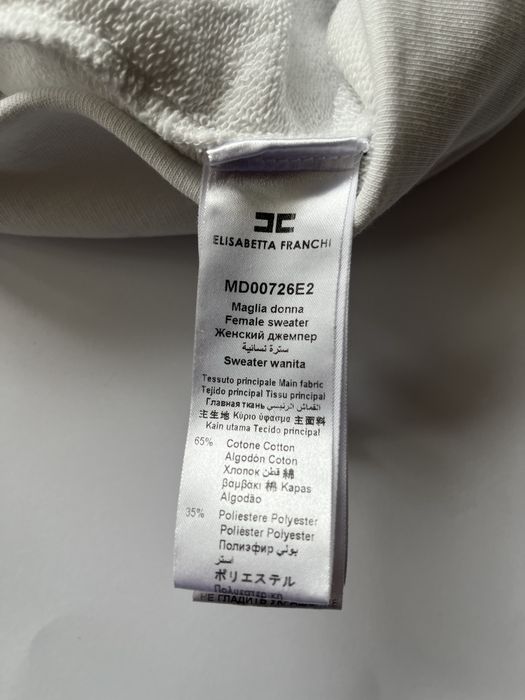 ELISABETTA FRANCHI
MD00726E2
Maglia donna
Female sweater
Женский джемпер
سترة نسائية
Sweater wanita
Tessuto principale Main fabric
Tejido principal Tissu principal
Главная ткань القماش الرئيسي
主生地 Κύριο ύφασμα 主面料
Kain utama Tecido principal
65% Cotone Cotton
Algodón Coton
Хлопок قطن 綿
βαμβάκι 棉 Kapas
Algodão
35% Poliestere Polyester
Poliéster Polyester
Полиэфир بولي
استر
ポリエステル
НЕ ГЛАДИТЬ